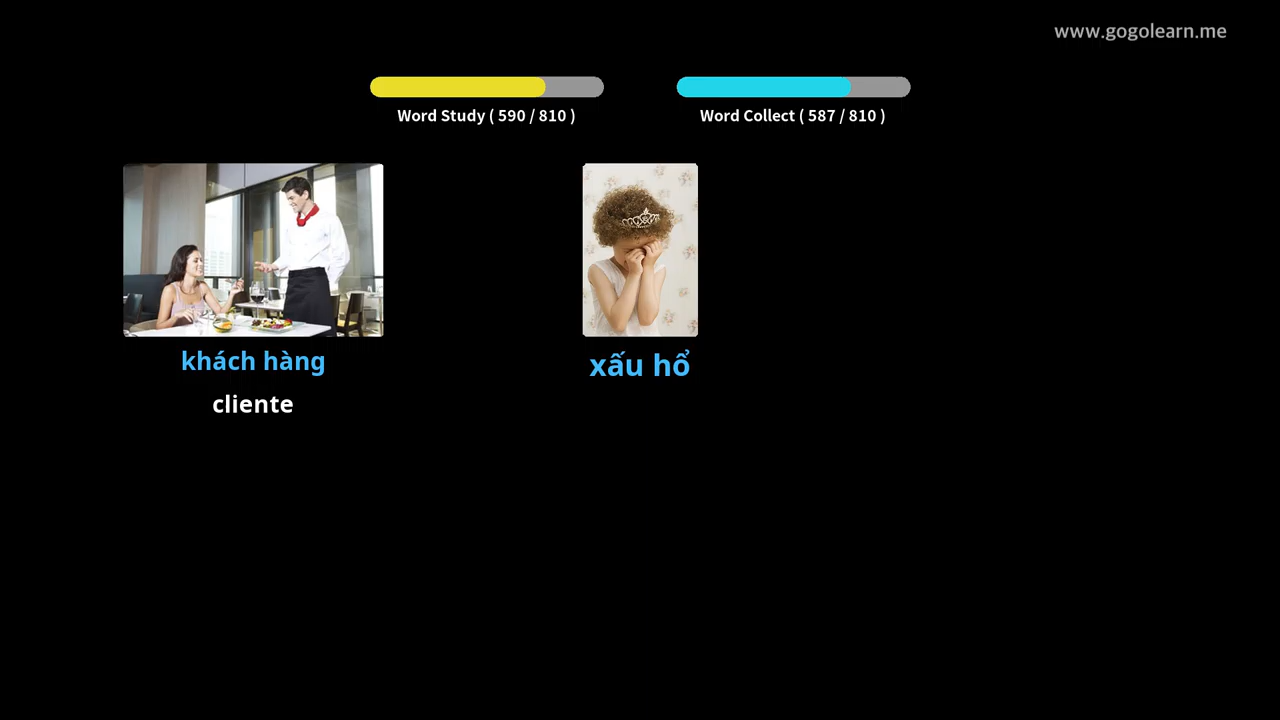 www.gogolearn.me
Word Study ( 590 / 810 )
Word Collect ( 587 / 810 )
khách hàng
cliente
xấu hổ